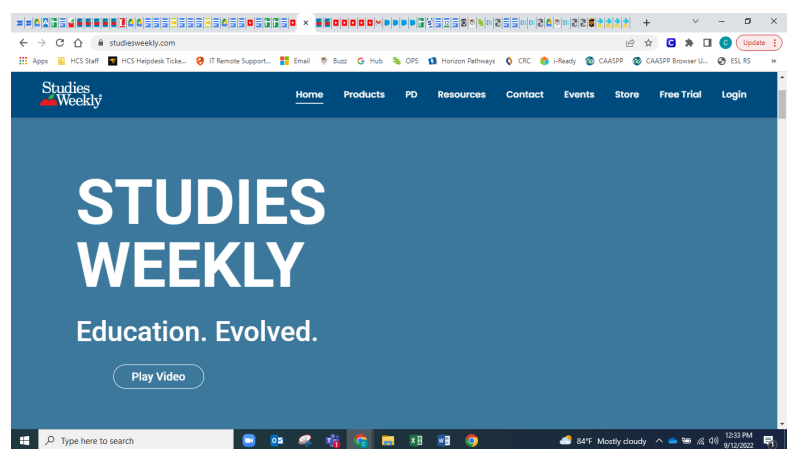 studiesweekly.com
Update
Apps HCS Staff HCS Helpdesk Ticke... IT Remote Support... Email Buzz Hub OPS Horizon Pathways CRC i-Ready CAASPP CAASPP Browser U... ESL RS »
Studies
Weekly
Home Products PD Resources Contact Events Store Free Trial Login
STUDIES
WEEKLY
Education. Evolved.
Play Video
Type here to search
84°F Mostly cloudy
12:33 PM
9/12/2022